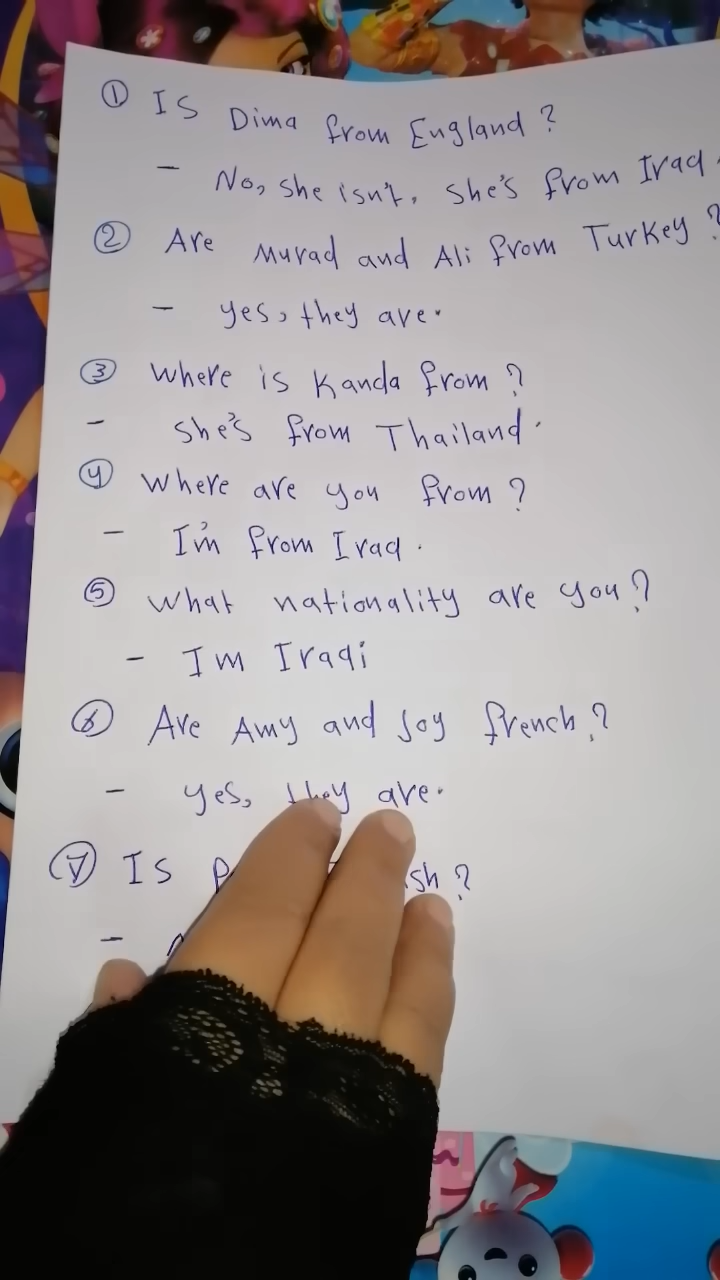 ① Is Dima from England?
- No, she isn't. she's from Iraq.
② Are Murad and Ali from Turkey?
- yes, they are.
③ Where is Kanda from?
- she's from Thailand.
④ Where are you from?
- I'm from Iraq.
⑤ What nationality are you?
- Im Iraqi
⑥ Are Amy and Joy french?
- yes, they are.
⑦ Is
-